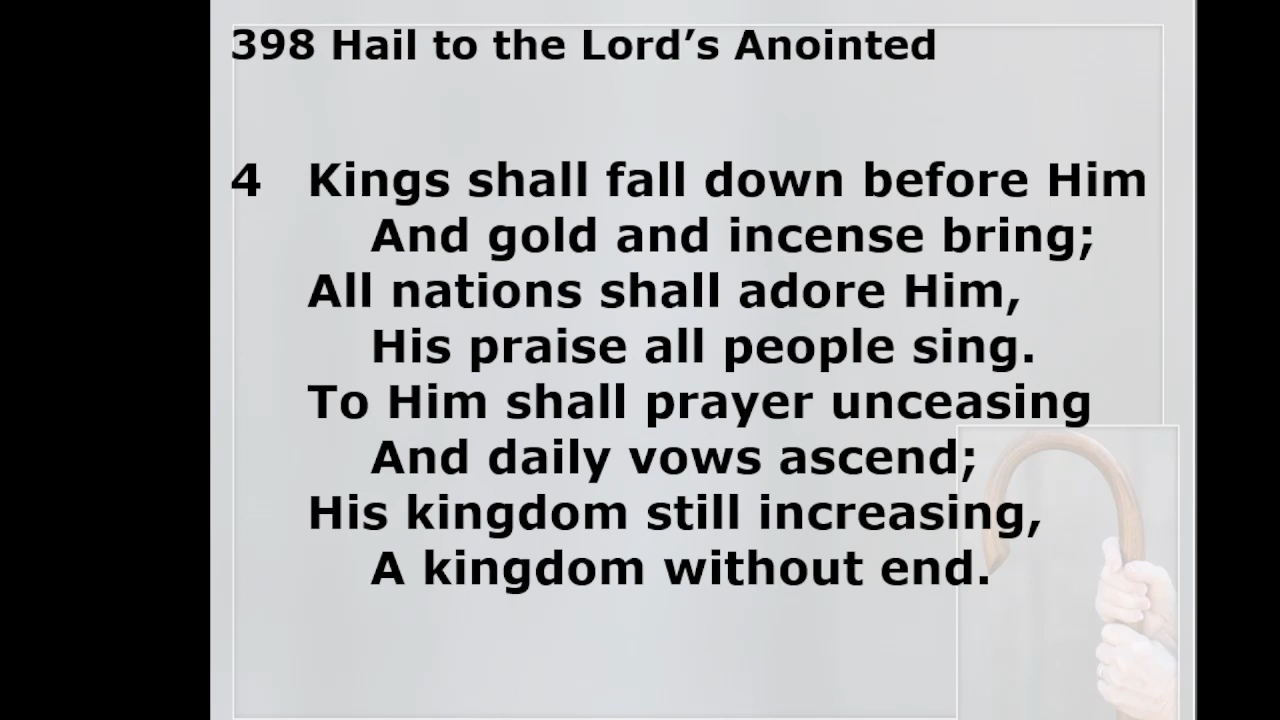 398 Hail to the Lord’s Anointed
4 Kings shall fall down before Him
And gold and incense bring;
All nations shall adore Him,
His praise all people sing.
To Him shall prayer unceasing
And daily vows ascend;
His kingdom still increasing,
A kingdom without end.